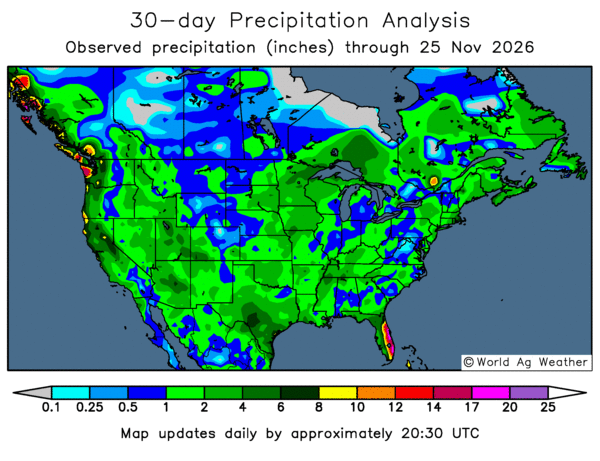 30-day Precipitation Analysis
Observed precipitation (inches) through 25 Nov 2026
© World Ag Weather
0.1 0.25 0.5 1 2 4 6 8 10 12 14 17 20 25
Map updates daily by approximately 20:30 UTC